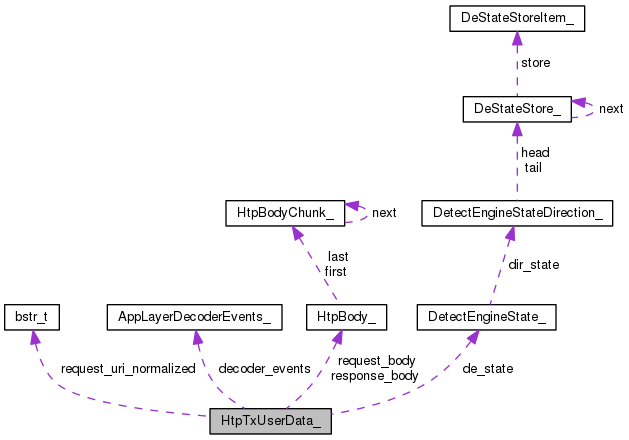 DeStateStoreItem_
store
DeStateStore_
next
head
tail
HtpBodyChunk_
next
DetectEngineStateDirection_
last
first
dir_state
bstr_t
AppLayerDecoderEvents_
HtpBody_
DetectEngineState_
request_uri_normalized
decoder_events
request_body
response_body
de_state
HtpTxUserData_